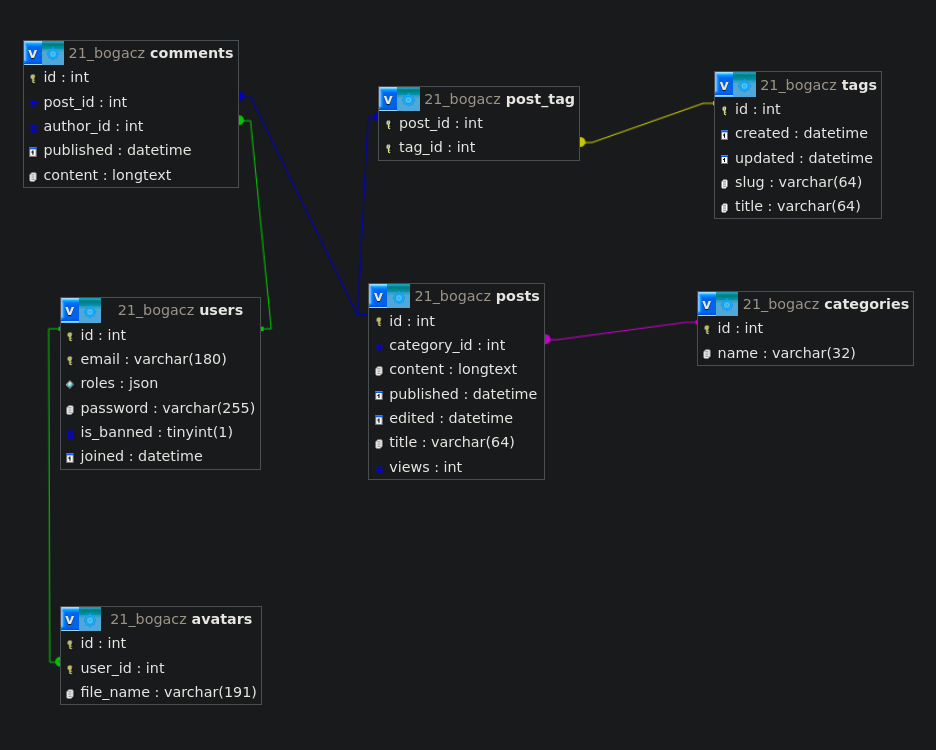 V 21_bogacz comments
id : int
post_id : int
author_id : int
published : datetime
content : longtext
V 21_bogacz post_tag
post_id : int
tag_id : int
V 21_bogacz tags
id : int
created : datetime
updated : datetime
slug : varchar(64)
title : varchar(64)
V 21_bogacz users
id : int
email : varchar(180)
roles : json
password : varchar(255)
is_banned : tinyint(1)
joined : datetime
V 21_bogacz posts
id : int
category_id : int
content : longtext
published : datetime
edited : datetime
title : varchar(64)
views : int
V 21_bogacz categories
id : int
name : varchar(32)
V 21_bogacz avatars
id : int
user_id : int
file_name : varchar(191)